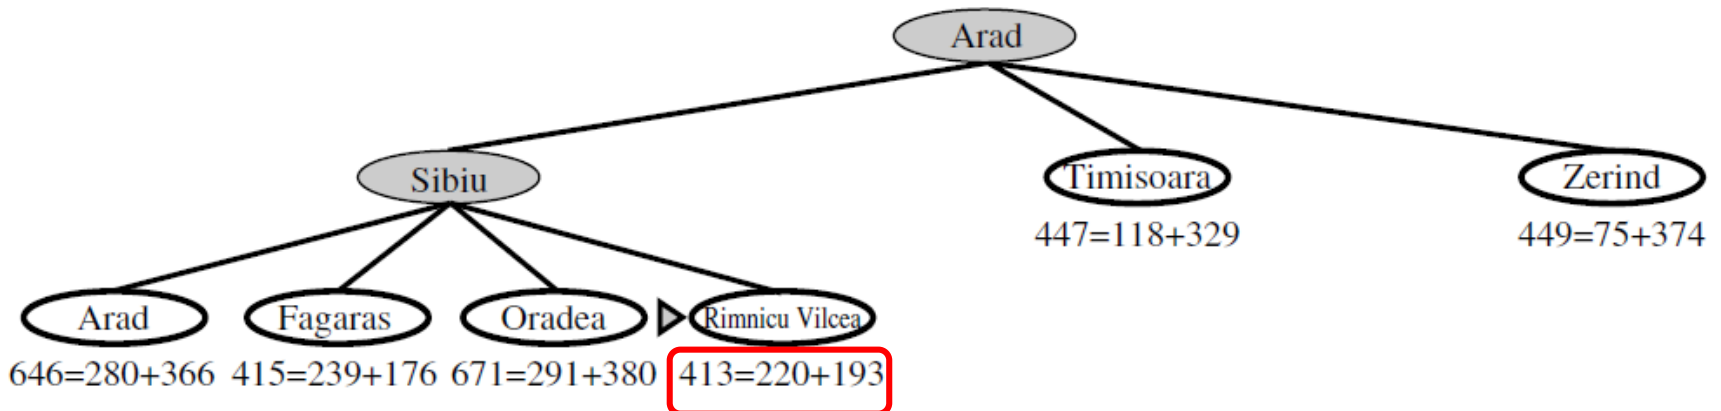 Arad
Sibiu Timisoara Zerind
447=118+329 449=75+374
Arad Fagaras Oradea Rimnicu Vilcea
646=280+366 415=239+176 671=291+380 413=220+193